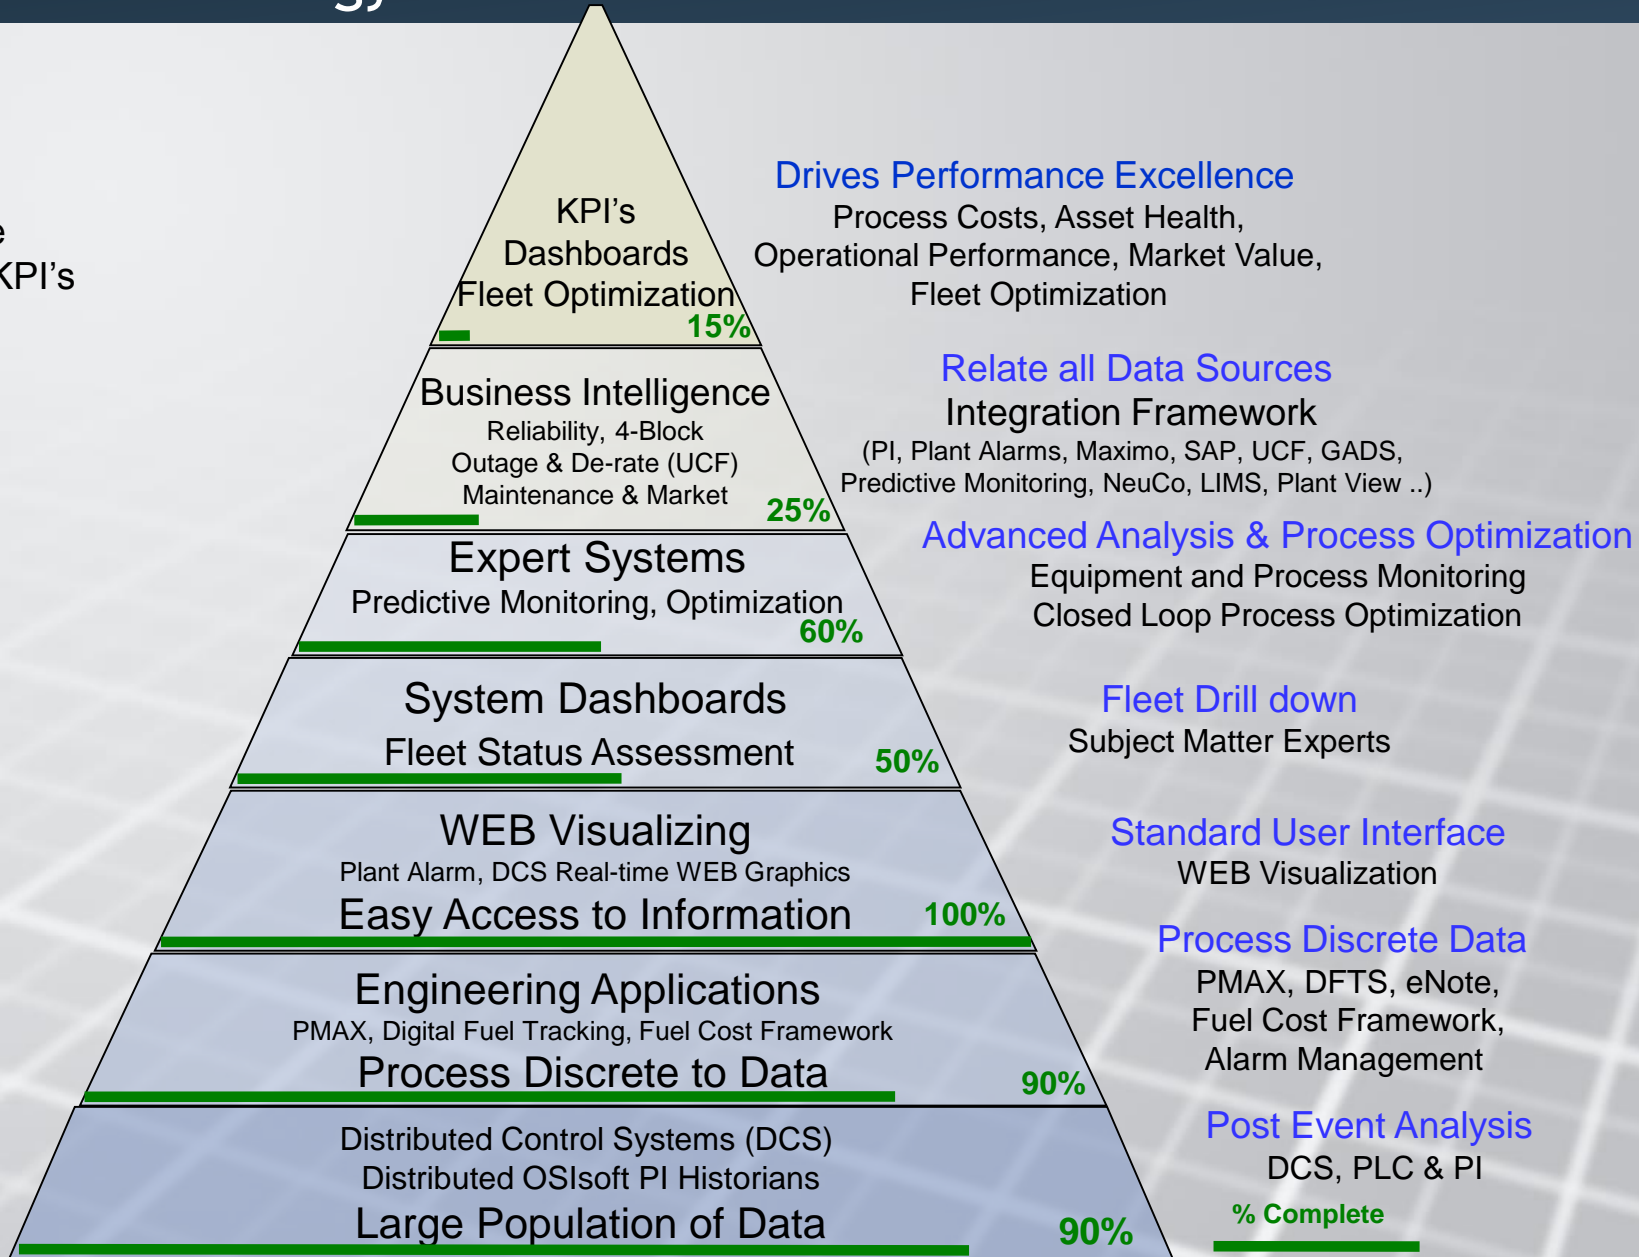 KPI's
KPI's
Dashboards
Fleet Optimization
15%
Drives Performance Excellence
Process Costs, Asset Health,
Operational Performance, Market Value,
Fleet Optimization
Business Intelligence
Reliability, 4-Block
Outage & De-rate (UCF)
Maintenance & Market
25%
Relate all Data Sources
Integration Framework
(PI, Plant Alarms, Maximo, SAP, UCF, GADS,
Predictive Monitoring, NeuCo, LIMS, Plant View ..)
Expert Systems
Predictive Monitoring, Optimization
60%
Advanced Analysis & Process Optimization
Equipment and Process Monitoring
Closed Loop Process Optimization
System Dashboards
Fleet Status Assessment
50%
Fleet Drill down
Subject Matter Experts
WEB Visualizing
Plant Alarm, DCS Real-time WEB Graphics
Easy Access to Information
100%
Standard User Interface
WEB Visualization
Engineering Applications
PMAX, Digital Fuel Tracking, Fuel Cost Framework
Process Discrete to Data
90%
Process Discrete Data
PMAX, DFTS, eNote,
Fuel Cost Framework,
Alarm Management
Distributed Control Systems (DCS)
Distributed OSIsoft PI Historians
Large Population of Data
90%
Post Event Analysis
DCS, PLC & PI
% Complete